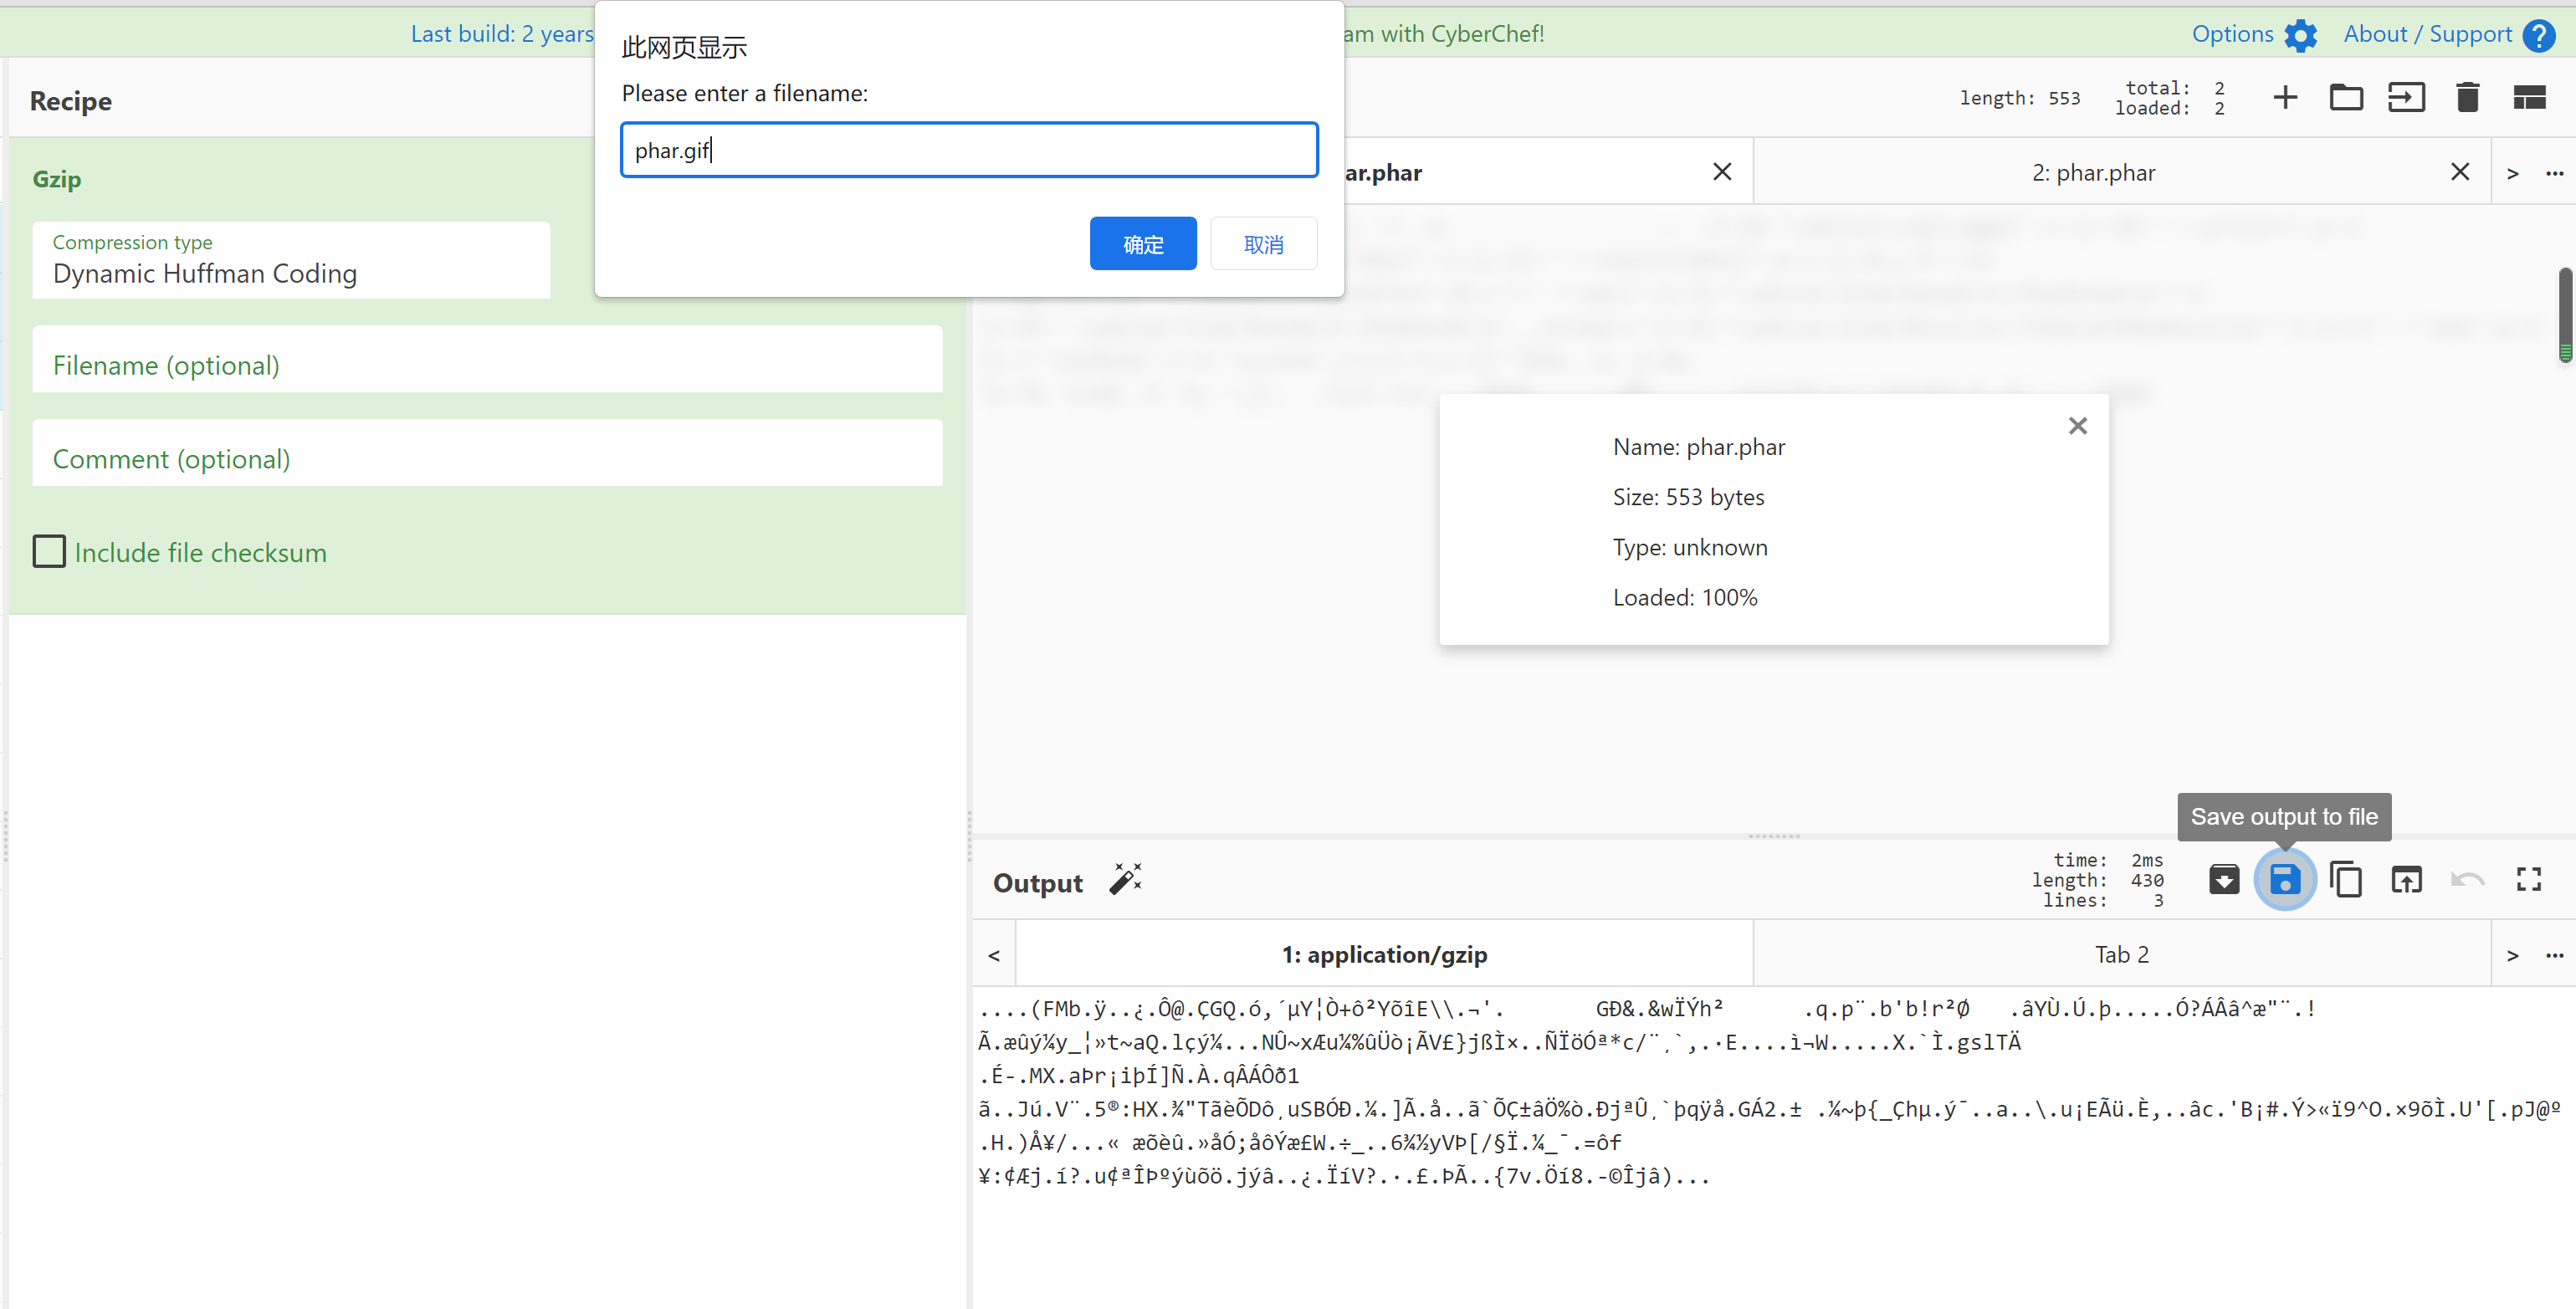 Last build: 2 years
am with CyberChef!
Options
About / Support
此网页显示
Please enter a filename:
phar.gif
确定
取消
Recipe
length: 553
total: 2
loaded: 2
Gzip
Compression type
Dynamic Huffman Coding
Filename (optional)
Comment (optional)
Include file checksum
ar.phar
2: phar.phar
Name: phar.phar
Size: 553 bytes
Type: unknown
Loaded: 100%
Save output to file
Output
time: 2ms
length: 430
lines: 3
1: application/gzip
Tab 2
....(FMb.ÿ..¿.Ô@.ÇGQ.ó,´µY¦Ò+ô²YõîE\\.¬'. GÐ&.&wÏÝh² .q.p¨.b'b!r²Ø .âYÙ.Ú.þ.....Ó?ÁÂâ^æ"¨.!
Ã.æûý¼y_¦»t~aQ.lçý¼...NÛ~xÆu¼%ûÜò¡ÃV£}jßÌ×..ÑÏöÓª*c/¨¸`,.·E....ì¬W.....X.`Ì.gslTÄ
.É-.MX.aÞr¡iþÍ]Ñ.À.qÂÁÔð1
ã..Jú.V¨.5®:HX.¾"TãèÕDô¸uSBÓÐ.¼.]Ã.å..ã`ÕÇ±âÖ%ò.ÐjªÛ¸`þqÿå.GÁ2.± .¼~þ{_Çhµ.ý¯..a..\.u¡EÃü.È,..âc.'B¡#.Ý>«ï9^O.×9õÌ.U'[.pJ@º
.H.)Å¥/...« æõèû.»åÓ;åôÝæ£W.÷_..6¾½yVÞ[/§Ï.¼_¯.=ôf
¥:¢Æj.í?.u¢ªÎÞºýùõö.jýâ..¿.ÏíV?.·.£.ÞÃ..{7v.Öí8.-©Îjâ)...